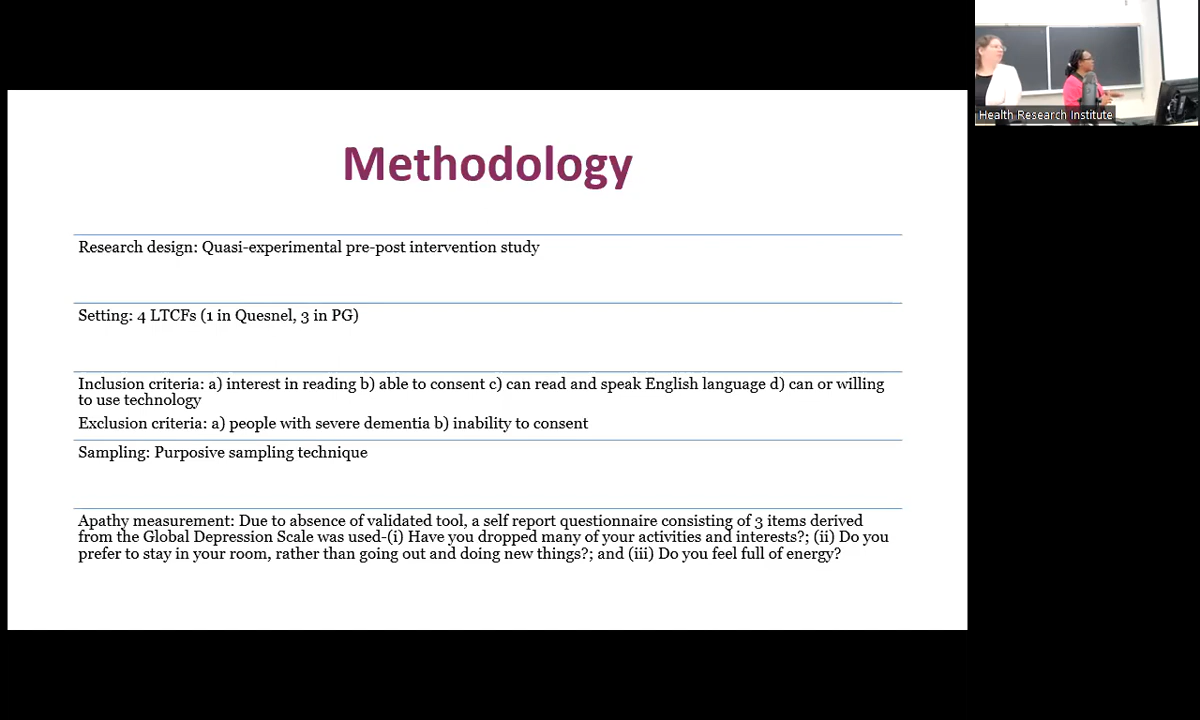 Health Research Institute
Methodology
Research design: Quasi-experimental pre-post intervention study
Setting: 4 LTCFs (1 in Quesnel, 3 in PG)
Inclusion criteria: a) interest in reading b) able to consent c) can read and speak English language d) can or willing
to use technology
Exclusion criteria: a) people with severe dementia b) inability to consent
Sampling: Purposive sampling technique
Apathy measurement: Due to absence of validated tool, a self report questionnaire consisting of 3 items derived
from the Global Depression Scale was used-(i) Have you dropped many of your activities and interests?; (ii) Do you
prefer to stay in your room, rather than going out and doing new things?; and (iii) Do you feel full of energy?